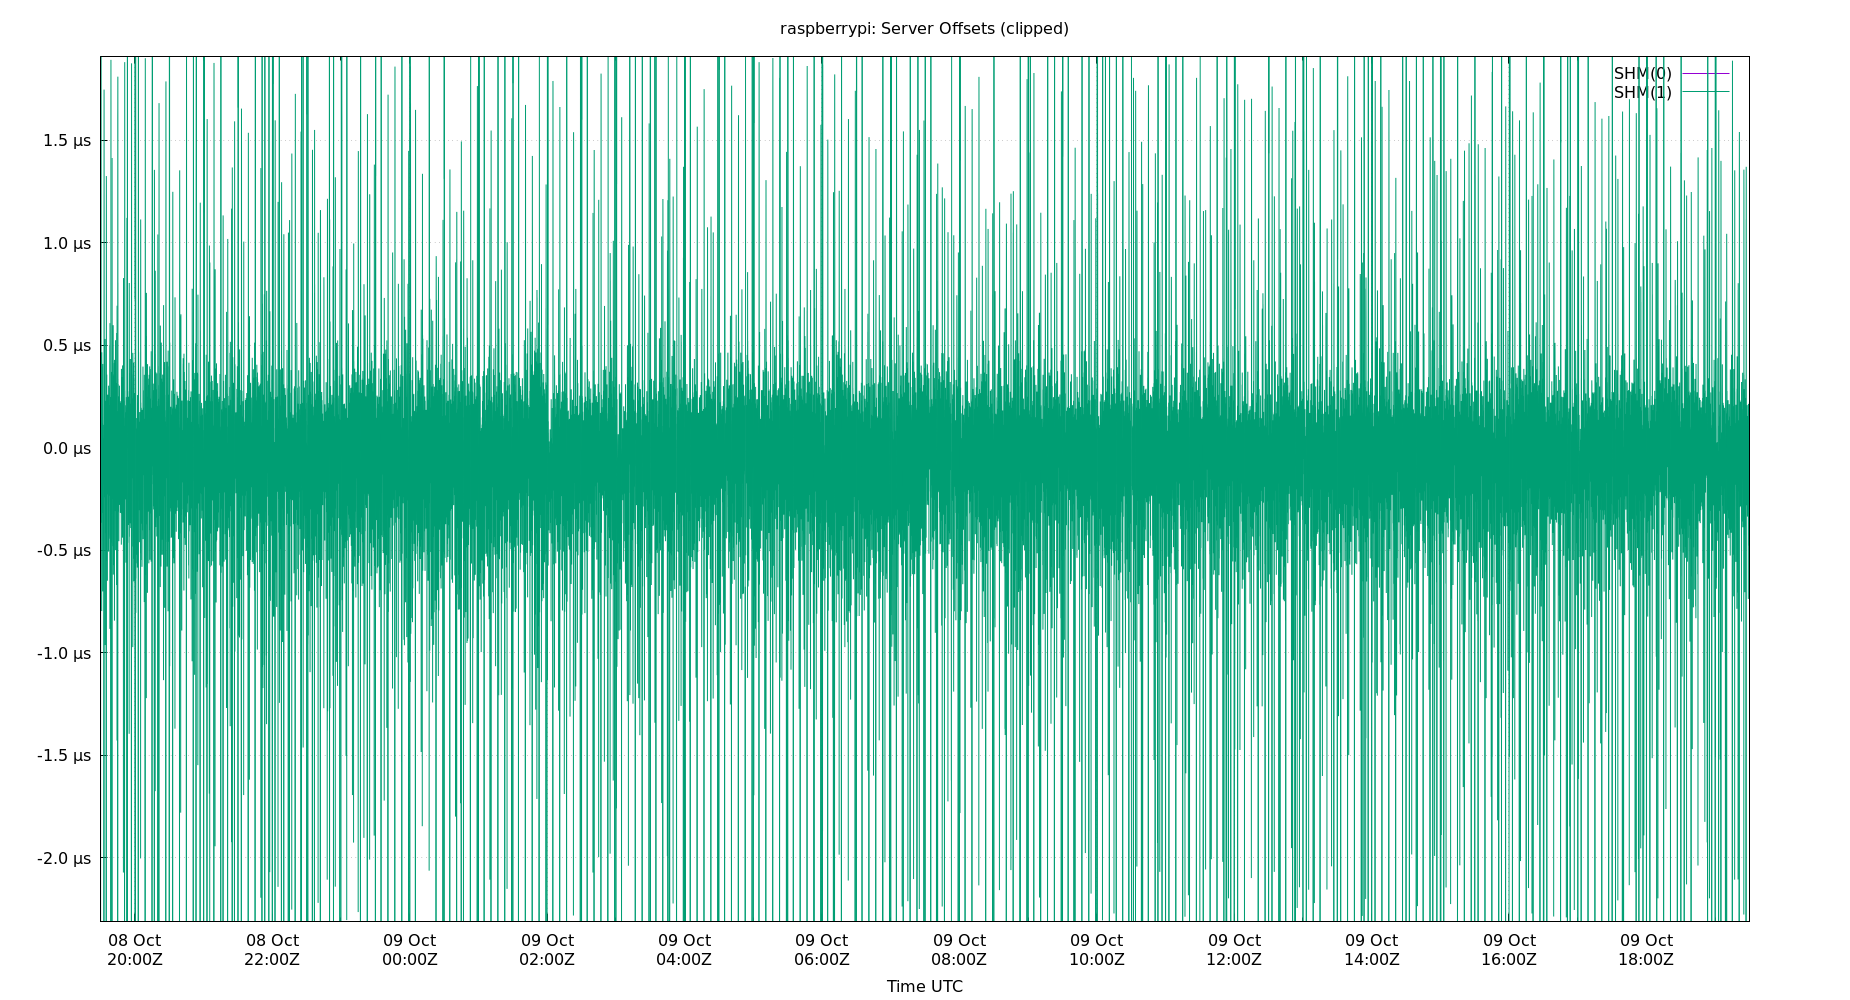 raspberrypi: Server Offsets (clipped)
SHM(0)
SHM(1)
1.5 µs
1.0 µs
0.5 µs
0.0 µs
-0.5 µs
-1.0 µs
-1.5 µs
-2.0 µs
08 Oct 08 Oct 09 Oct 09 Oct 09 Oct 09 Oct 09 Oct 09 Oct 09 Oct 09 Oct 09 Oct 09 Oct
20:00Z 22:00Z 00:00Z 02:00Z 04:00Z 06:00Z 08:00Z 10:00Z 12:00Z 14:00Z 16:00Z 18:00Z
Time UTC